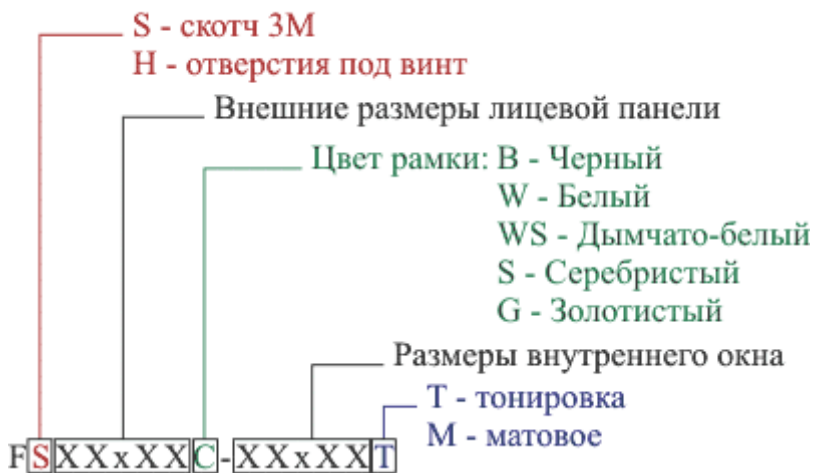 S - скотч 3М
Н - отверстия под винт
Внешние размеры лицевой панели
Цвет рамки: B - Черный
W - Белый
WS - Дымчато-белый
S - Серебристый
G - Золотистый
Размеры внутреннего окна
Т - тонировка
М - матовое
FSXXxXXC-XXxXXT